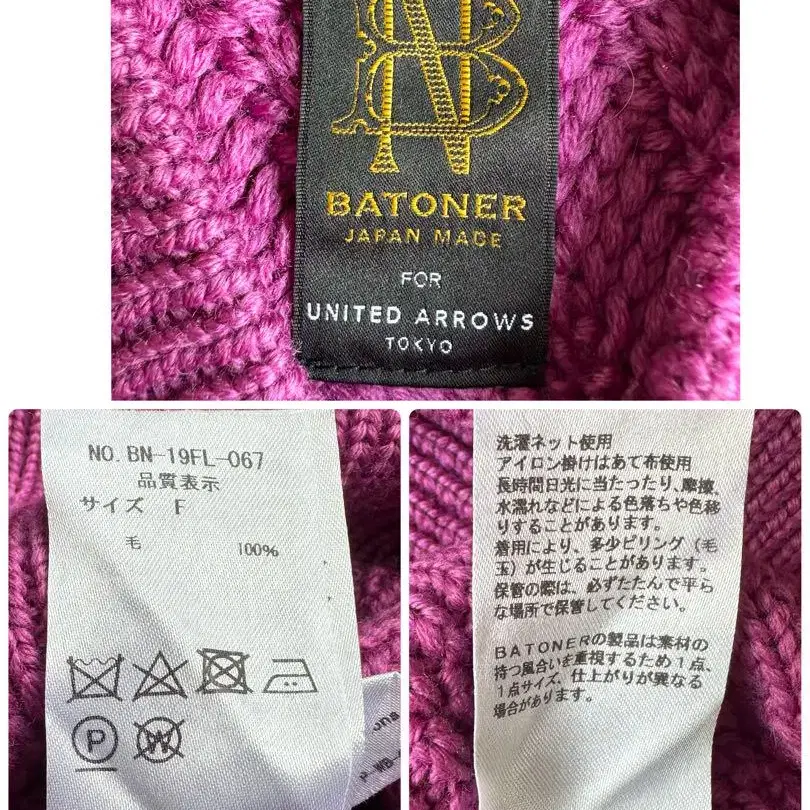 BATONER
JAPAN MADE
FOR
UNITED ARROWS
TOKYO
NO. BN-19FL-067
品質表示
サイズ F
毛 100%
P
W
洗濯ネット使用
アイロン掛けはあて布使用
長時間日光に当たったり、摩擦、
水濡れなどによる色落ちや色移
りすることがあります。
着用により、多少ピリング（毛
玉）が生じることがあります。
保管の際は、必ずたたんで平ら
な場所で保管してください。
BATONERの製品は素材の
持つ風合いを重視するため1点、
1点サイズ、仕上がりが異なる
場合があります。